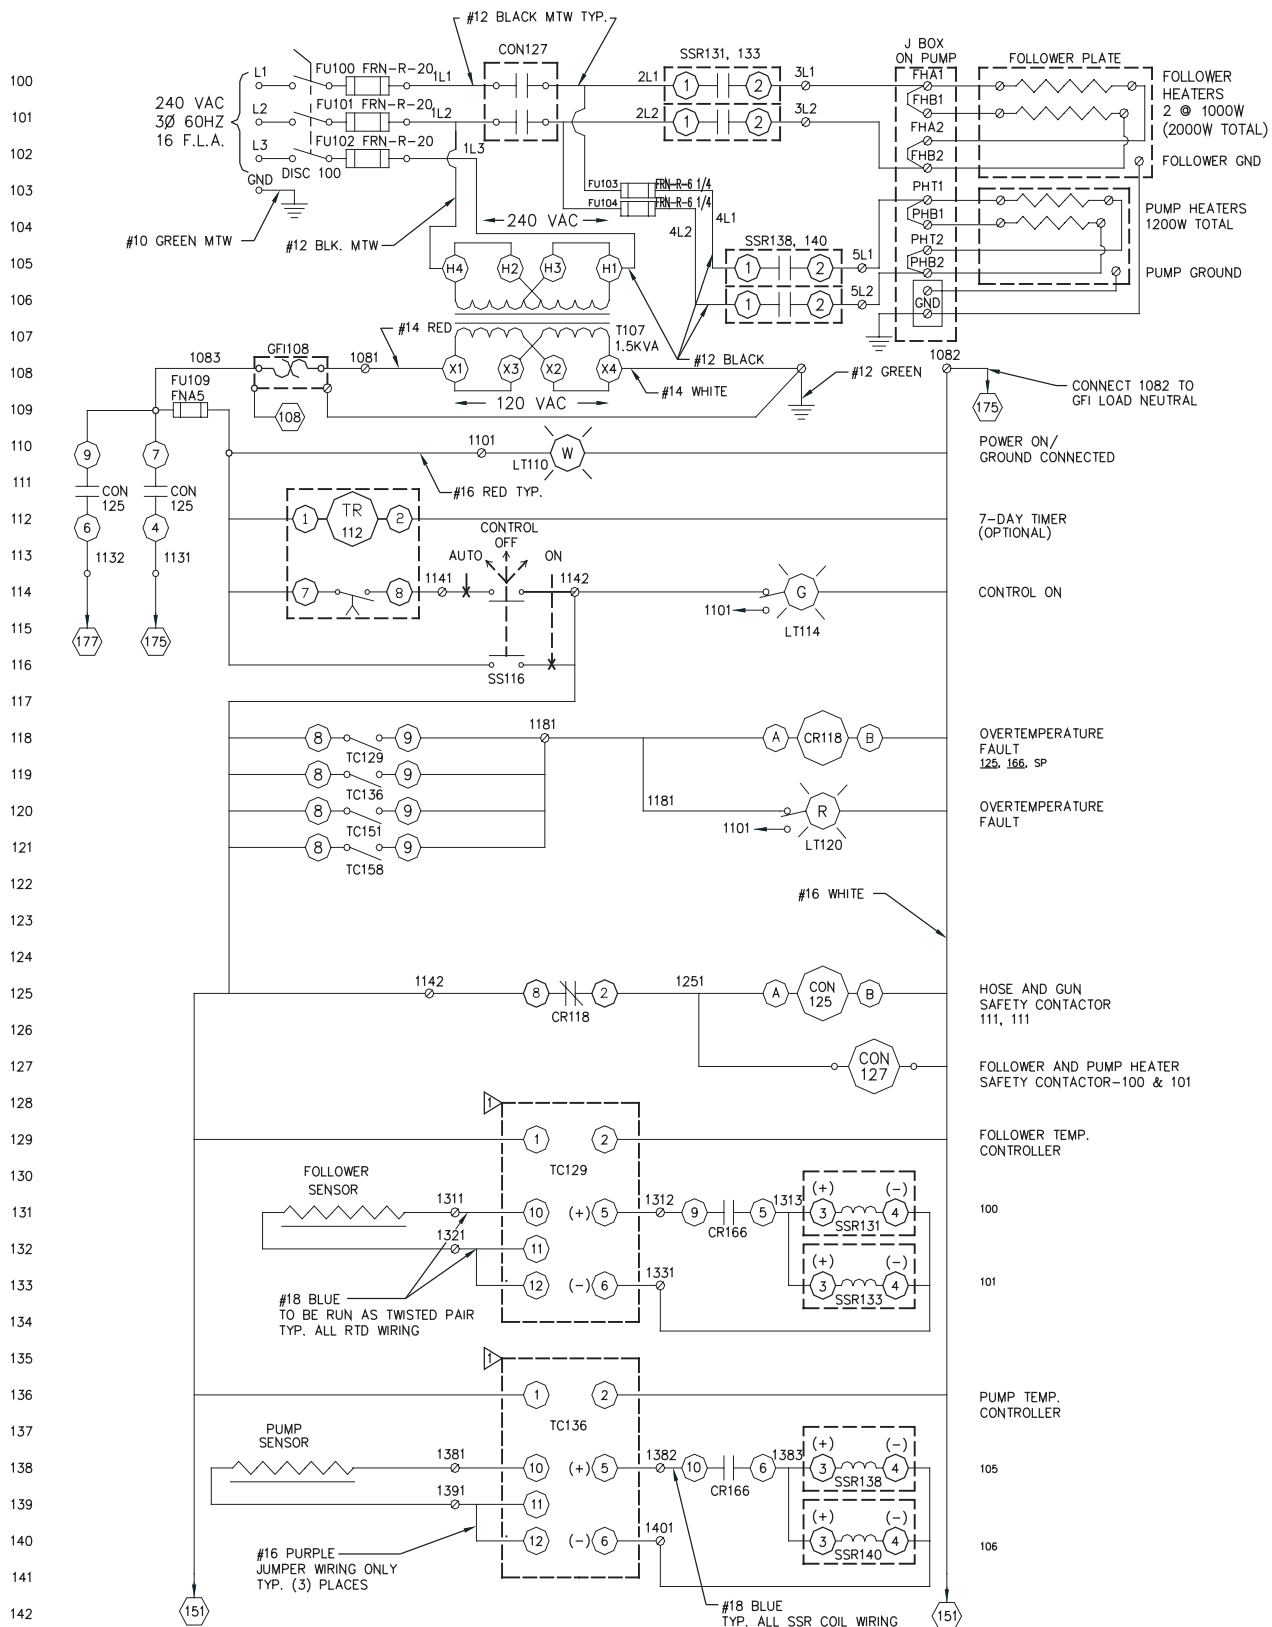 #12 BLACK MTW TYP.
CON127
SSR131, 133
J BOX
ON PUMP
FOLLOWER PLATE
100
L1
FU100 FRN-R-20
1L1
2L1
1
2
3L1
FHA1
FOLLOWER
HEATERS
2 @ 1000W
(2000W TOTAL)
240 VAC
3Ø 60HZ
16 F.L.A.
101
L2
FU101 FRN-R-20
1L2
2L2
1
2
3L2
FHB1
FHA2
102
L3
FU102 FRN-R-20
1L3
FHB2
FOLLOWER GND
DISC 100
GND
103
FU103
FRN-R-6 1/4
FU104
FRN-R-6 1/4
PHT1
PHB1
PUMP HEATERS
1200W TOTAL
104
240 VAC
4L1
4L2
#10 GREEN MTW
#12 BLK. MTW
SSR138, 140
PHT2
105
H4
H2
H3
H1
1
2
5L1
PHB2
PUMP GROUND
106
1
2
5L2
GND
107
#14 RED
T107
1.5KVA
#12 BLACK
1083
GFI108
1081
1082
108
X1
X3
X2
X4
#14 WHITE
#12 GREEN
CONNECT 1082 TO
GFI LOAD NEUTRAL
FU109
FNA5
120 VAC
109
108
175
110
9
7
1101
LT110
W
POWER ON/
GROUND CONNECTED
111
CON
125
CON
125
#16 RED TYP.
112
6
4
1
TR
112
2
CONTROL
OFF
7-DAY TIMER
(OPTIONAL)
113
1132
1131
AUTO
ON
114
7
8
1141
1142
G
CONTROL ON
1101
LT114
115
177
175
116
SS116
117
118
8
9
TC129
1181
A
CR118
B
OVERTEMPERATURE
FAULT
125, 166, SP
119
8
9
TC136
120
8
9
TC151
1181
R
OVERTEMPERATURE
FAULT
1101
LT120
121
8
9
TC158
122
#16 WHITE
123
124
125
1142
8
2
CR118
1251
A
CON
125
B
HOSE AND GUN
SAFETY CONTACTOR
111, 111
126
127
CON
127
FOLLOWER AND PUMP HEATER
SAFETY CONTACTOR-100 & 101
128
1
129
1
2
FOLLOWER TEMP.
CONTROLLER
130
FOLLOWER
SENSOR
TC129
131
1311
10
(+)
5
1312
9
CR166
5
1313
(+)
3
(-)
4
SSR131
100
132
1321
11
133
12
(-)
6
1331
(+)
3
(-)
4
SSR133
101
#18 BLUE
TO BE RUN AS TWISTED PAIR
TYP. ALL RTD WIRING
134
135
1
136
1
2
PUMP TEMP.
CONTROLLER
137
PUMP
SENSOR
TC136
138
1381
10
(+)
5
1382
10
CR166
6
1383
(+)
3
(-)
4
SSR138
105
139
1391
11
140
12
(-)
6
1401
(+)
3
(-)
4
SSR140
106
#16 PURPLE
JUMPER WIRING ONLY
TYP. (3) PLACES
141
142
151
#18 BLUE
TYP. ALL SSR COIL WIRING
151